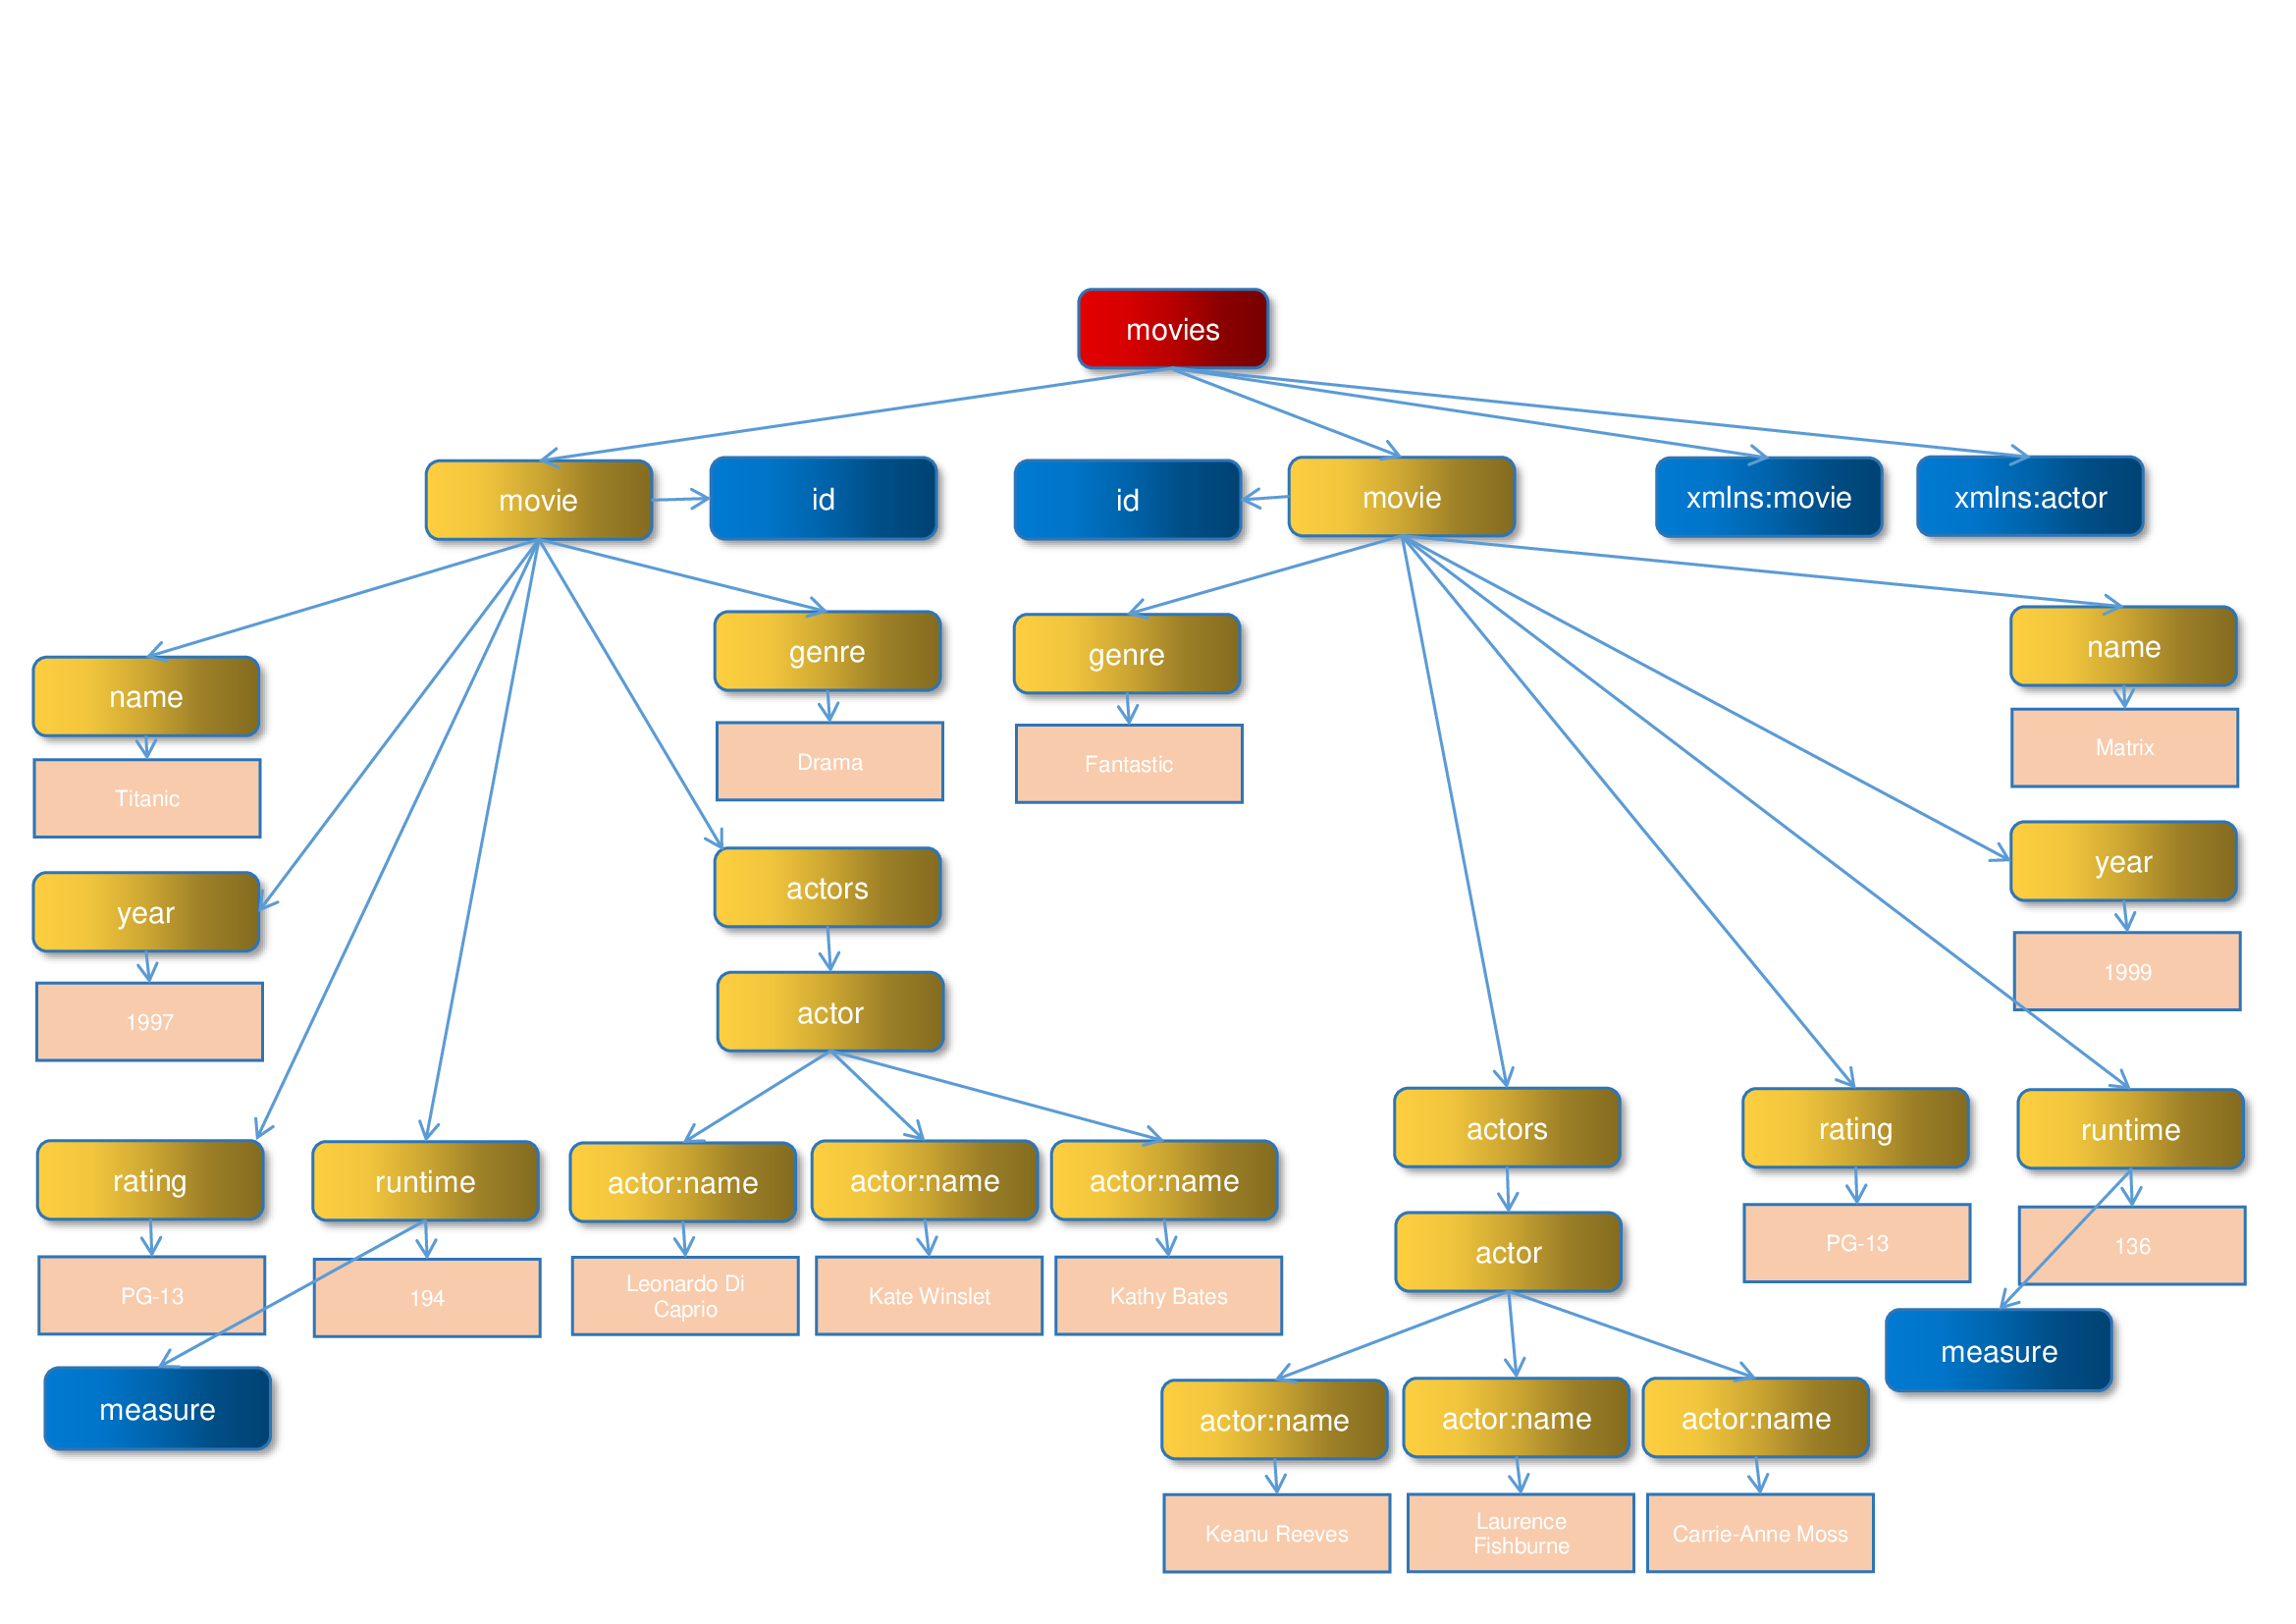 movies
movie
id
id
movie
xmlns:movie
xmlns:actor
name
Titanic
genre
Drama
genre
Fantastic
name
Matrix
year
1997
actors
actor
year
1999
rating
PG-13
runtime
194
measure
actor:name
Leonardo Di
Caprio
actor:name
Kate Winslet
actor:name
Kathy Bates
actors
actor
rating
PG-13
runtime
136
measure
actor:name
Keanu Reeves
actor:name
Laurence
Fishburne
actor:name
Carrie-Anne Moss